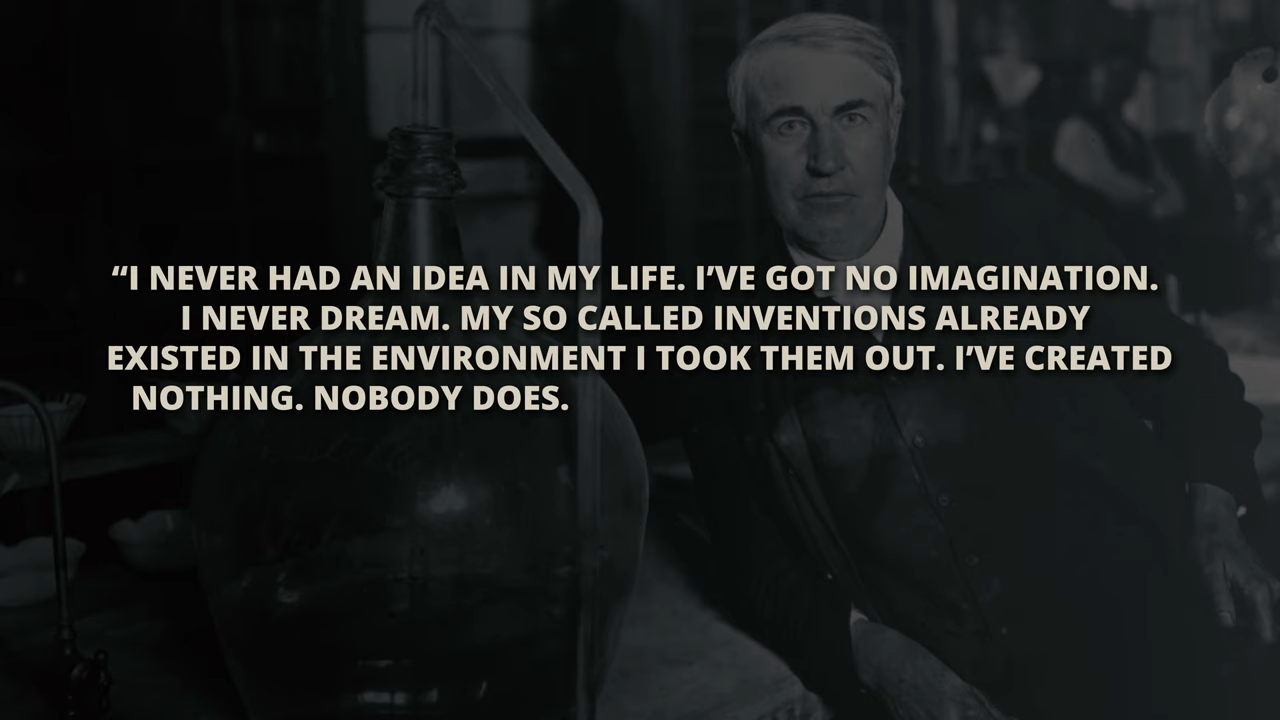 “I NEVER HAD AN IDEA IN MY LIFE. I’VE GOT NO IMAGINATION.
I NEVER DREAM. MY SO CALLED INVENTIONS ALREADY
EXISTED IN THE ENVIRONMENT I TOOK THEM OUT. I’VE CREATED
NOTHING. NOBODY DOES.